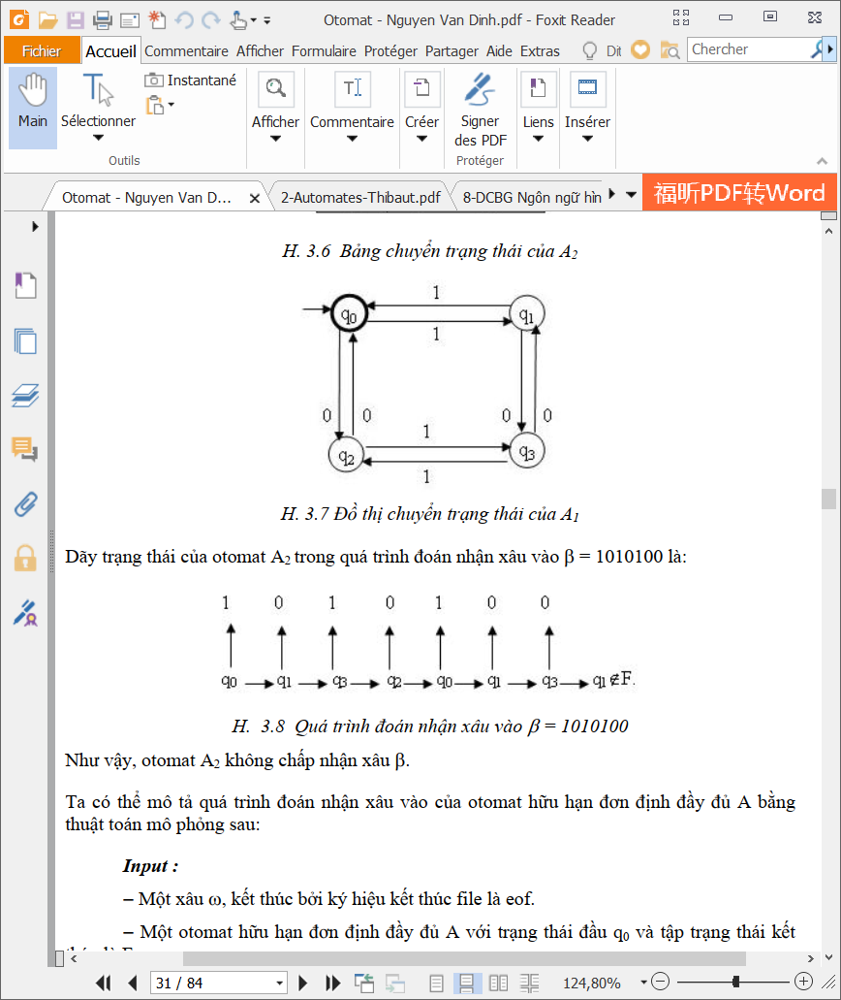 Otomat - Nguyen Van Dinh.pdf - Foxit Reader
Fichier Accueil Commentaire Afficher Formulaire Protéger Partager Aide Extras Dit Chercher
Main Sélectionner Instantané Afficher Commentaire Créer Signer des PDF Liens Insérer
Outils Protéger
Otomat - Nguyen Van D... 2-Automates-Thibaut.pdf 8-DCBG Ngôn ngữ hìn 福昕PDF转Word
H. 3.6 Bảng chuyển trạng thái của A2
1
q0 q1
1
0 0 0 0
1
q2 q3
1
H. 3.7 Đồ thị chuyển trạng thái của A1
Dãy trạng thái của otomat A2 trong quá trình đoán nhận xâu vào β = 1010100 là:
1 0 1 0 1 0 0
q0 q1 q3 q2 q0 q1 q3 q1 ∉F.
H. 3.8 Quá trình đoán nhận xâu vào β = 1010100
Như vậy, otomat A2 không chấp nhận xâu β.
Ta có thể mô tả quá trình đoán nhận xâu vào của otomat hữu hạn đơn định đầy đủ A bằng
thuật toán mô phỏng sau:
Input :
– Một xâu ω, kết thúc bởi ký hiệu kết thúc file là eof.
– Một otomat hữu hạn đơn định đầy đủ A với trạng thái đầu q0 và tập trạng thái kết
31 / 84 124,80%